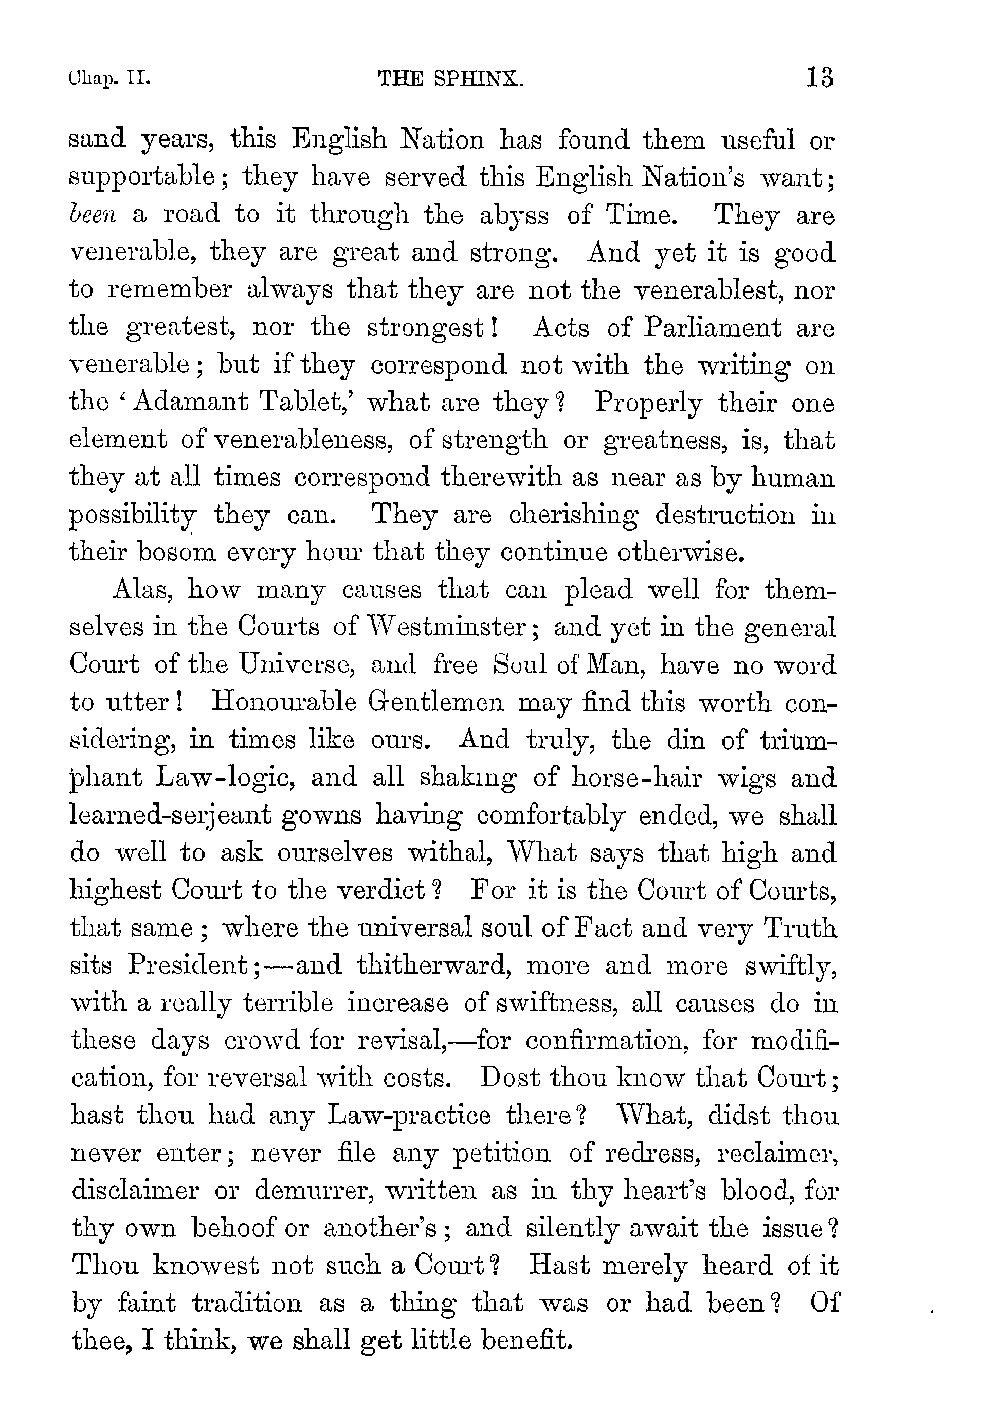 Chap. II. THE SPHINX. 13
sand years, this English Nation has found them useful or
supportable; they have served this English Nation's want;
been a road to it through the abyss of Time. They are
venerable, they are great and strong. And yet it is good
to remember always that they are not the venerablest, nor
the greatest, nor the strongest! Acts of Parliament are
venerable; but if they correspond not with the writing on
the 'Adamant Tablet,' what are they? Properly their one
element of venerableness, of strength or greatness, is, that
they at all times correspond therewith as near as by human
possibility they can. They are cherishing destruction in
their bosom every hour that they continue otherwise.
Alas, how many causes that can plead well for them-
selves in the Courts of Westminster; and yet in the general
Court of the Universe, and free Soul of Man, have no word
to utter! Honourable Gentlemen may find this worth con-
sidering, in times like ours. And truly, the din of trium-
phant Law-logic, and all shaking of horse-hair wigs and
learned-serjeant gowns having comfortably ended, we shall
do well to ask ourselves withal, What says that high and
highest Court to the verdict? For it is the Court of Courts,
that same; where the universal soul of Fact and very Truth
sits President;—and thitherward, more and more swiftly,
with a really terrible increase of swiftness, all causes do in
these days crowd for revisal,—for confirmation, for modifi-
cation, for reversal with costs. Dost thou know that Court;
hast thou had any Law-practice there? What, didst thou
never enter; never file any petition of redress, reclaimer,
disclaimer or demurrer, written as in thy heart's blood, for
thy own behoof or another's; and silently await the issue?
Thou knowest not such a Court? Hast merely heard of it
by faint tradition as a thing that was or had been? Of
thee, I think, we shall get little benefit.